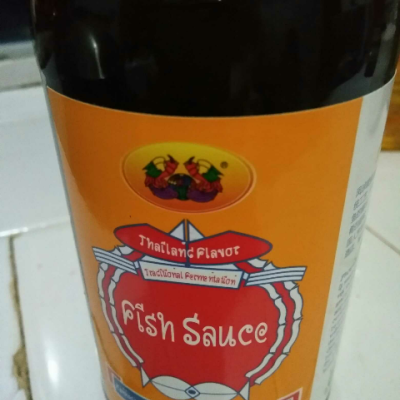 ®
Thailand Flavor
Traditional Fermentation
Fish Sauce